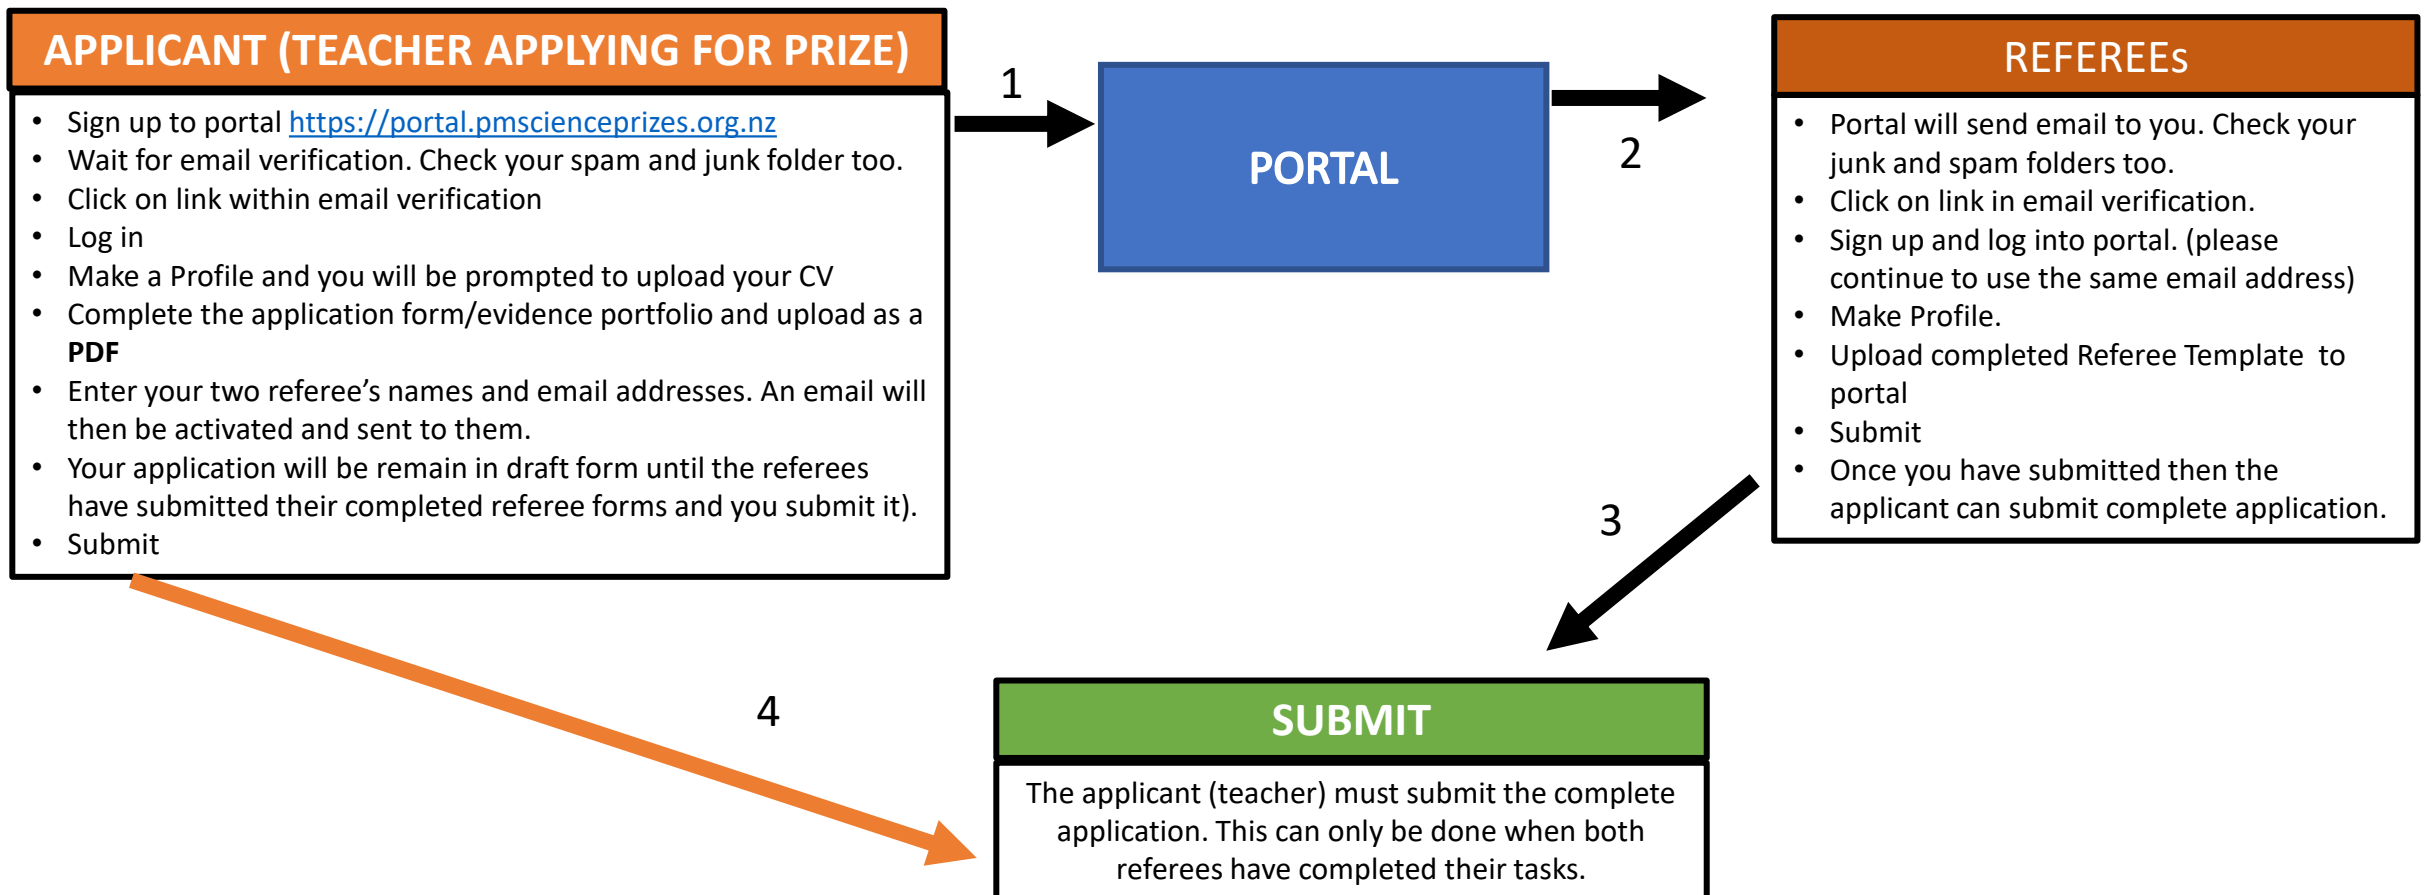 APPLICANT (TEACHER APPLYING FOR PRIZE)
• Sign up to portal https://portal.pmscienceprizes.org.nz
• Wait for email verification. Check your spam and junk folder too.
• Click on link within email verification
• Log in
• Make a Profile and you will be prompted to upload your CV
• Complete the application form/evidence portfolio and upload as a
PDF
• Enter your two referee’s names and email addresses. An email will
then be activated and sent to them.
• Your application will be remain in draft form until the referees
have submitted their completed referee forms and you submit it).
• Submit
1
PORTAL
2
REFEREEs
• Portal will send email to you. Check your
junk and spam folders too.
• Click on link in email verification.
• Sign up and log into portal. (please
continue to use the same email address)
• Make Profile.
• Upload completed Referee Template to
portal
• Submit
• Once you have submitted then the
applicant can submit complete application.
3
4
SUBMIT
The applicant (teacher) must submit the complete
application. This can only be done when both
referees have completed their tasks.